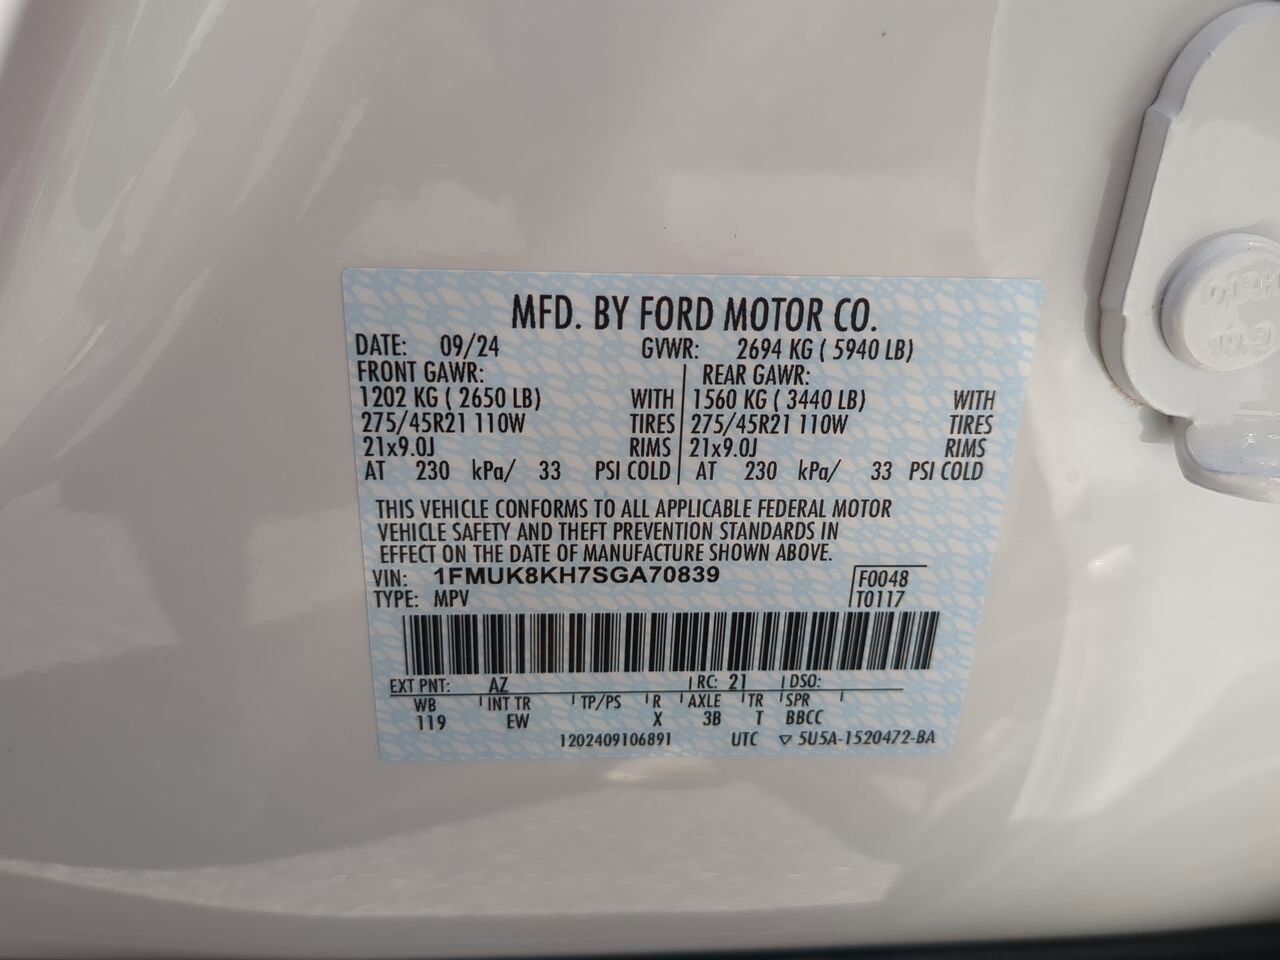 MFD. BY FORD MOTOR CO.
DATE: 09/24 GVWR: 2694 KG ( 5940 LB)
FRONT GAWR: REAR GAWR:
1202 KG ( 2650 LB) WITH 1560 KG ( 3440 LB) WITH
275/45R21 110W TIRES 275/45R21 110W TIRES
21x9.0J RIMS 21x9.0J RIMS
AT 230 kPa/ 33 PSI COLD AT 230 kPa/ 33 PSI COLD
THIS VEHICLE CONFORMS TO ALL APPLICABLE FEDERAL MOTOR
VEHICLE SAFETY AND THEFT PREVENTION STANDARDS IN
EFFECT ON THE DATE OF MANUFACTURE SHOWN ABOVE.
VIN: 1FMUK8KH7SGA70839 F0048
TYPE: MPV T0117
EXT PNT: AZ RC: 21 DSO:
WB INT TR TP/PS R AXLE TR SPR
119 EW X 3B T BBCC
1202409106891 UTC ▽ 5U5A-1520472-BA